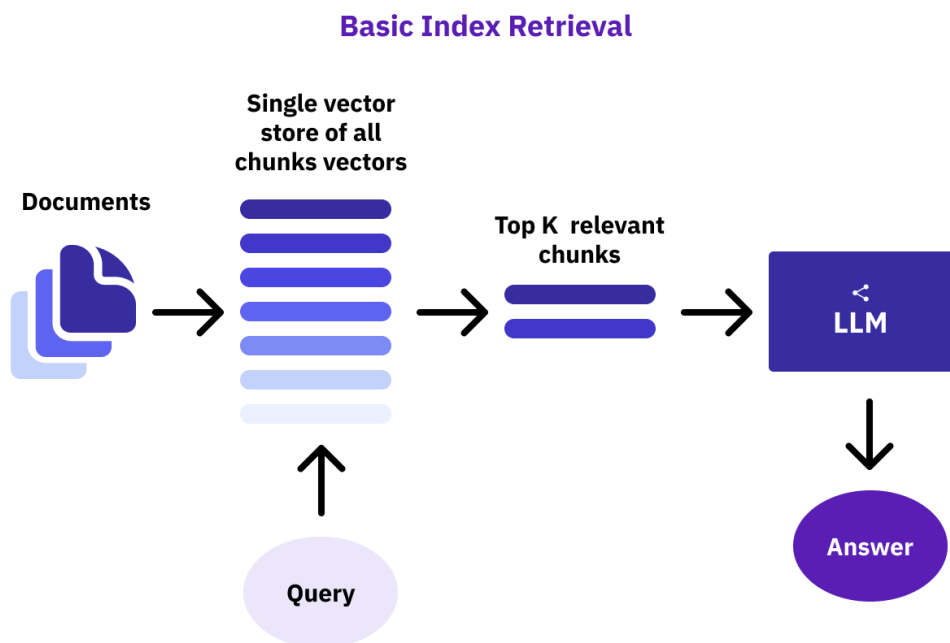 Basic Index Retrieval
Single vector
store of all
chunks vectors
Documents
Top K relevant
chunks
LLM
Query
Answer